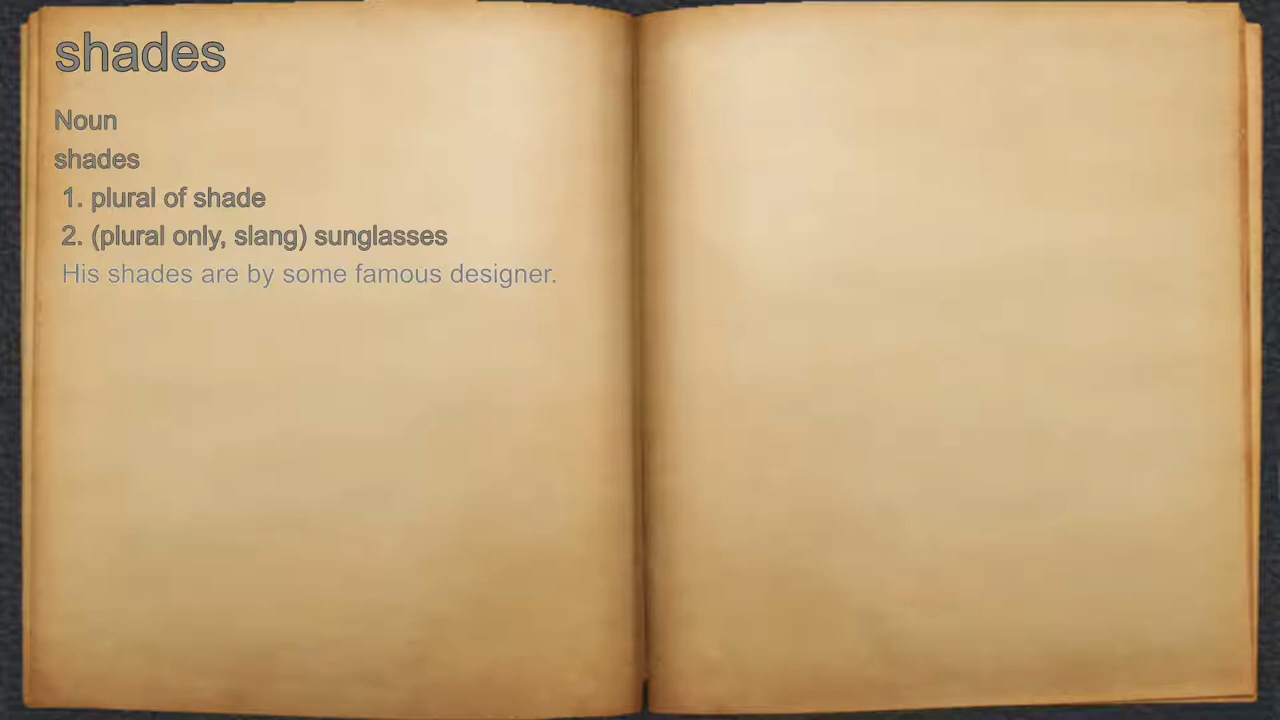 shades
Noun
shades
1. plural of shade
2. (plural only, slang) sunglasses
His shades are by some famous designer.